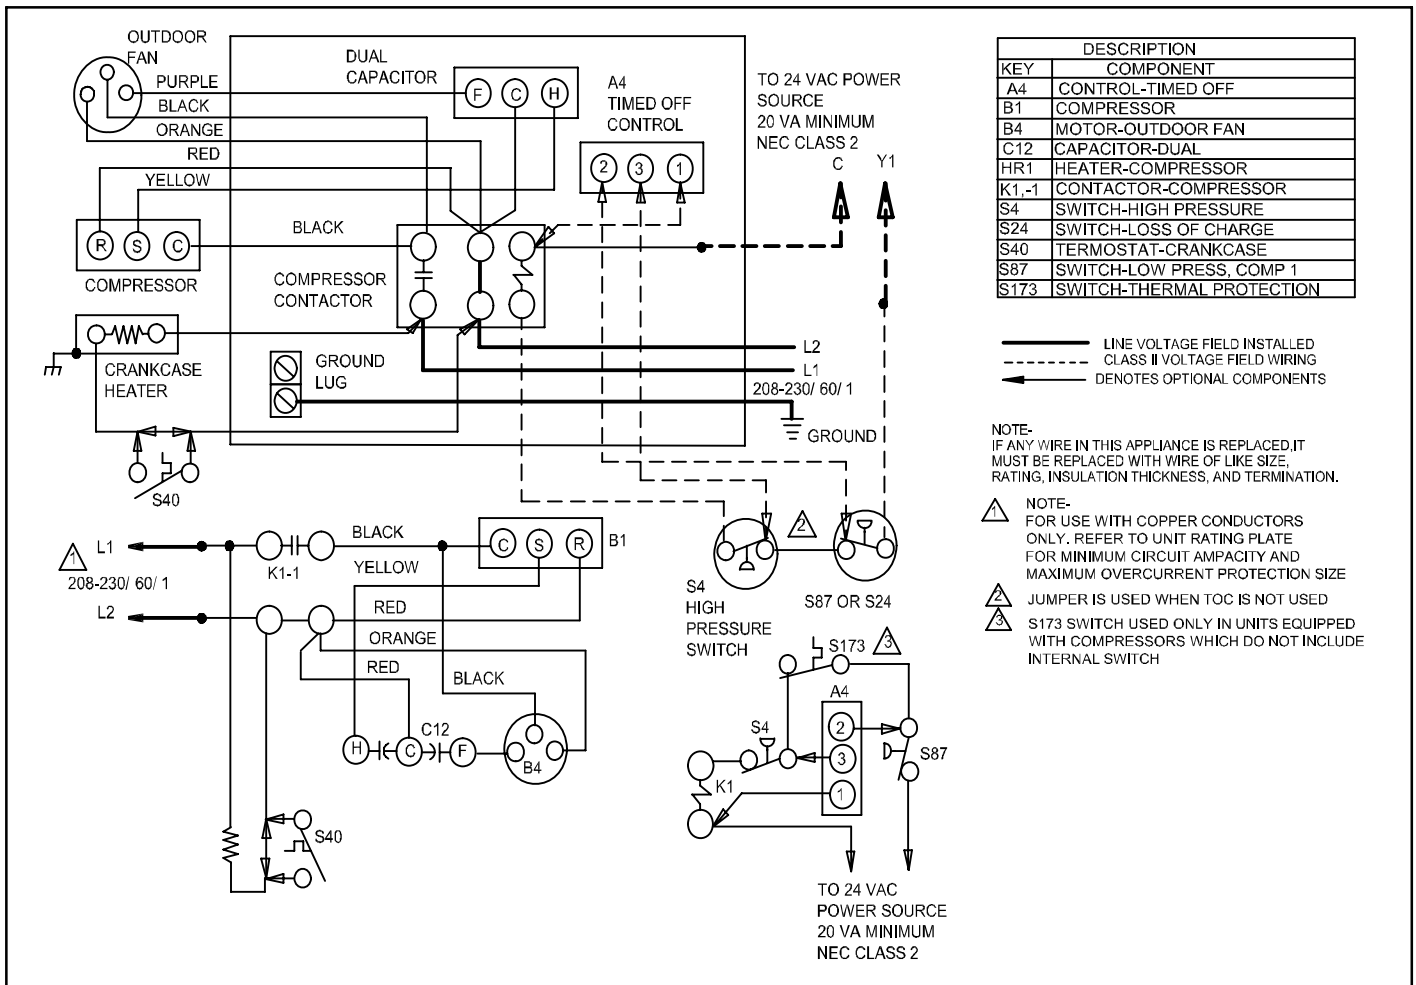 OUTDOOR
FAN
PURPLE
BLACK
ORANGE
RED
YELLOW
DUAL
CAPACITOR
F C H
A4
TIMED OFF
CONTROL
2 3 1
TO 24 VAC POWER
SOURCE
20 VA MINIMUM
NEC CLASS 2
C Y1
R S C
COMPRESSOR
BLACK
COMPRESSOR
CONTACTOR
CRANKCASE
HEATER
GROUND
LUG
L2
L1
208-230/ 60/ 1
GROUND
S40
DESCRIPTION
KEY COMPONENT
A4 CONTROL-TIMED OFF
B1 COMPRESSOR
B4 MOTOR-OUTDOOR FAN
C12 CAPACITOR-DUAL
HR1 HEATER-COMPRESSOR
K1,-1 CONTACTOR-COMPRESSOR
S4 SWITCH-HIGH PRESSURE
S24 SWITCH-LOSS OF CHARGE
S40 TERMOSTAT-CRANKCASE
S87 SWITCH-LOW PRESS, COMP 1
S173 SWITCH-THERMAL PROTECTION
LINE VOLTAGE FIELD INSTALLED
CLASS II VOLTAGE FIELD WIRING
DENOTES OPTIONAL COMPONENTS
NOTE-
IF ANY WIRE IN THIS APPLIANCE IS REPLACED,IT
MUST BE REPLACED WITH WIRE OF LIKE SIZE,
RATING, INSULATION THICKNESS, AND TERMINATION.
1 NOTE-
FOR USE WITH COPPER CONDUCTORS
ONLY. REFER TO UNIT RATING PLATE
FOR MINIMUM CIRCUIT AMPACITY AND
MAXIMUM OVERCURRENT PROTECTION SIZE
2 JUMPER IS USED WHEN TOC IS NOT USED
3 S173 SWITCH USED ONLY IN UNITS EQUIPPED
WITH COMPRESSORS WHICH DO NOT INCLUDE
INTERNAL SWITCH
2
S4
HIGH
PRESSURE
SWITCH
S87 OR S24
1
L1
208-230/ 60/ 1
L2
K1-1
BLACK
YELLOW
C S R
B1
RED
ORANGE
RED
BLACK
H C F
C12
B4
S40
S173
3
A4
2
3
1
S4
S87
K1
TO 24 VAC
POWER SOURCE
20 VA MINIMUM
NEC CLASS 2